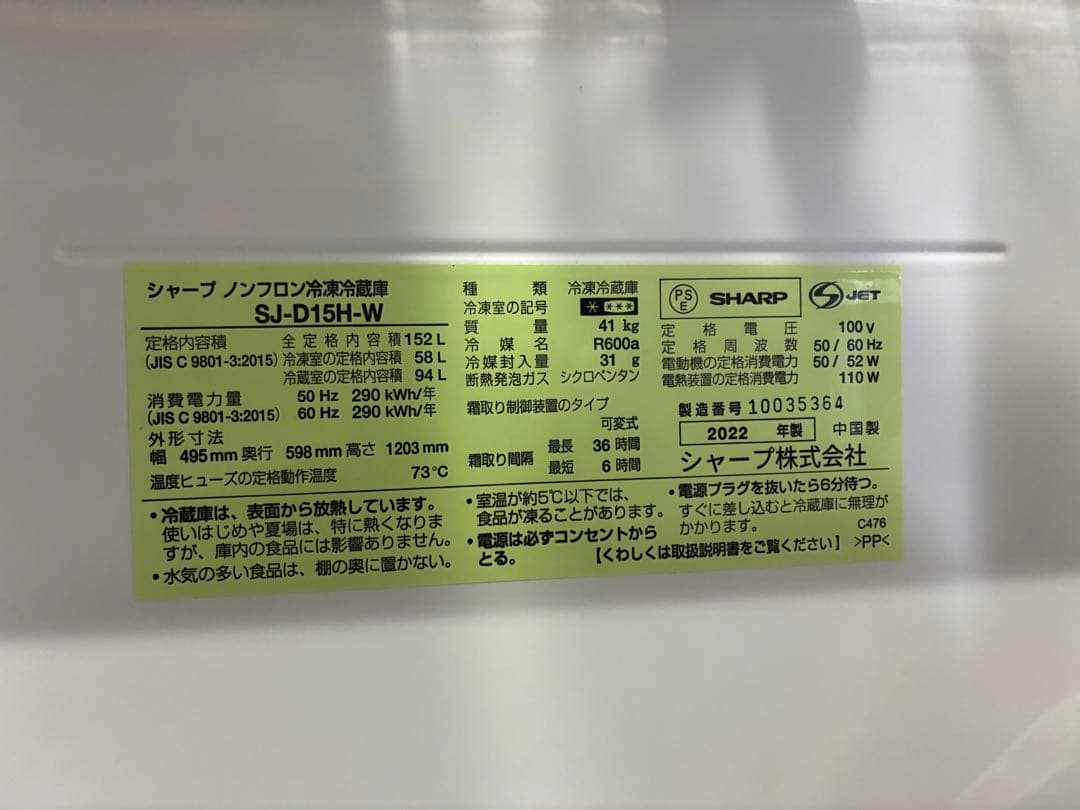 シャープ ノンフロン冷凍冷蔵庫
SJ-D15H-W
定格内容積 全定格内容積 152 L
(JIS C 9801-3:2015) 冷凍室の定格内容積 58 L
冷蔵室の定格内容積 94 L
消費電力量 50 Hz 290 kWh/年
(JIS C 9801-3:2015) 60 Hz 290 kWh/年
外形寸法
幅 495 mm 奥行 598 mm 高さ 1203 mm
温度ヒューズの定格動作温度 73℃
種類 冷凍冷蔵庫
冷凍室の記号 * ***
質量 41 kg
冷媒名 R600a
冷媒封入量 31 g
断熱発泡ガス シクロペンタン
霜取り制御装置のタイプ
可変式
霜取り間隔 最長 36 時間
最短 6 時間
PSE SHARP JET
定格電圧 100 V
定格周波数 50 / 60 Hz
電動機の定格消費電力 50 / 52 W
電熱装置の定格消費電力 110 W
製造番号 10035364
2022 年製 中国製
シャープ株式会社
・冷蔵庫は、表面から放熱しています。
使いはじめや夏場は、特に熱くなりま
すが、庫内の食品には影響ありません。
・水気の多い食品は、棚の奥に置かない。
・室温が約5℃以下では、
食品が凍ることがあります。
・電源は必ずコンセントから
とる。
・電源プラグを抜いたら6分待つ。
すぐに差し込むと冷蔵庫に無理が
かかります。 C476
【くわしくは取扱説明書をご覧ください】 >PP<